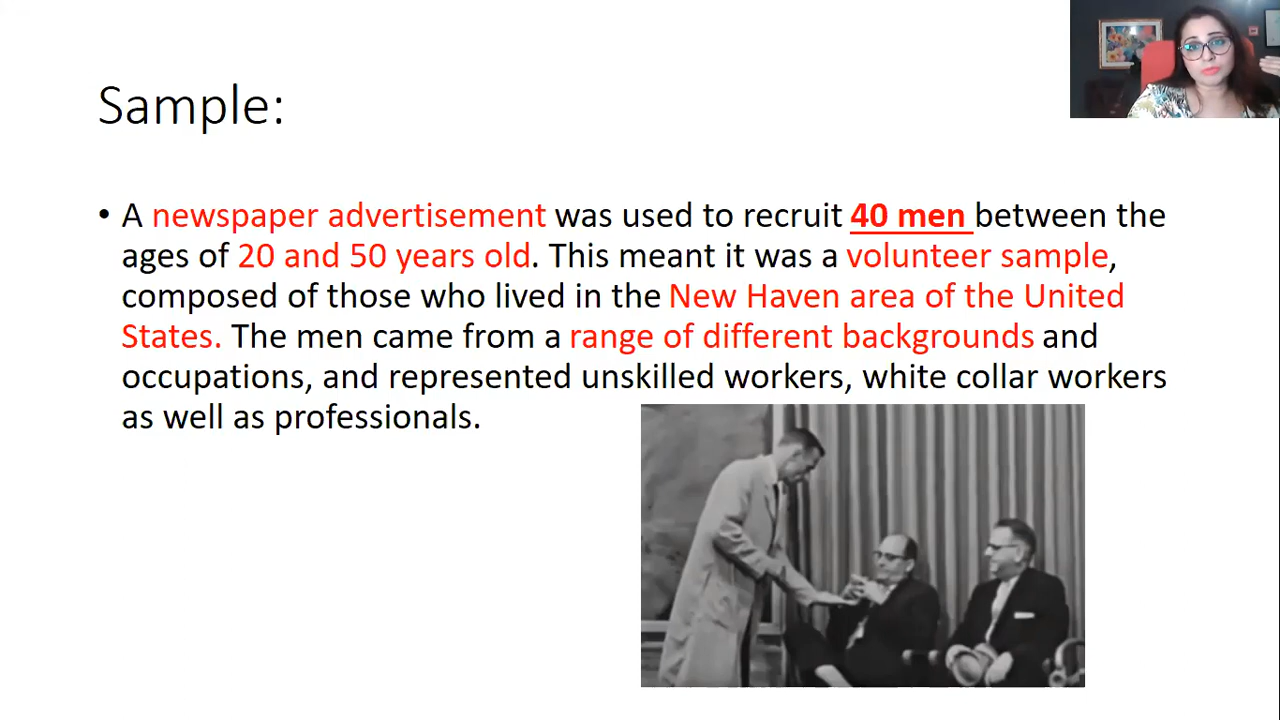 Sample:
• A newspaper advertisement was used to recruit 40 men between the
ages of 20 and 50 years old. This meant it was a volunteer sample,
composed of those who lived in the New Haven area of the United
States. The men came from a range of different backgrounds and
occupations, and represented unskilled workers, white collar workers
as well as professionals.